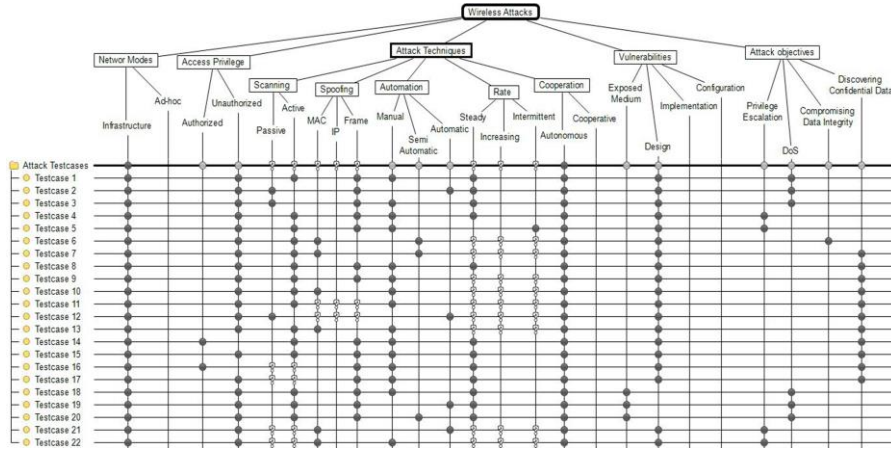 Wireless Attacks
Networ Modes
Access Privilege
Attack Techniques
Vulnerabilities
Attack objectives
Infrastructure
Ad-hoc
Authorized
Unauthorized
Scanning
Spoofing
Automation
Rate
Cooperation
Passive
Active
MAC
IP
Frame
Manual
Semi
Automatic
Automatic
Steady
Increasing
Intermittent
Autonomous
Cooperative
Exposed
Medium
Design
Implementation
Configuration
Privilege
Escalation
DoS
Compromising
Data Integrity
Discovering
Confidential Data
Attack Testcases
Testcase 1
Testcase 2
Testcase 3
Testcase 4
Testcase 5
Testcase 6
Testcase 7
Testcase 8
Testcase 9
Testcase 10
Testcase 11
Testcase 12
Testcase 13
Testcase 14
Testcase 15
Testcase 16
Testcase 17
Testcase 18
Testcase 19
Testcase 20
Testcase 21
Testcase 22